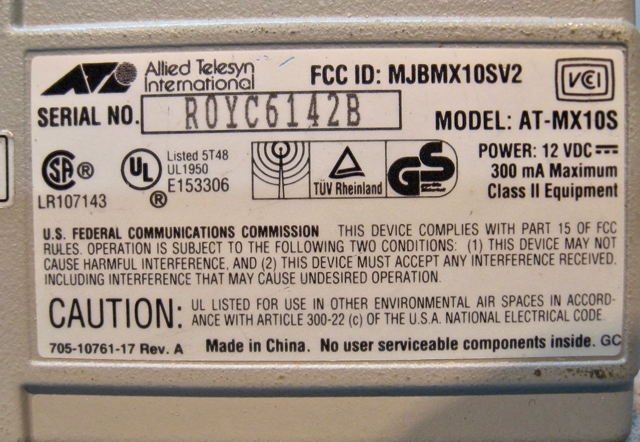 Allied Telesyn
International
FCC ID: MJBMX10SV2
VCI
SERIAL NO. R0YC6142B
MODEL: AT-MX10S
SA ®
LR107143
UL ®
Listed 5T48
UL1950
E153306
TÜV Rheinland
GS
POWER: 12 VDC⎓
300 mA Maximum
Class II Equipment
U.S. FEDERAL COMMUNICATIONS COMMISSION THIS DEVICE COMPLIES WITH PART 15 OF FCC
RULES. OPERATION IS SUBJECT TO THE FOLLOWING TWO CONDITIONS: (1) THIS DEVICE MAY NOT
CAUSE HARMFUL INTERFERENCE, AND (2) THIS DEVICE MUST ACCEPT ANY INTERFERENCE RECEIVED.
INCLUDING INTERFERENCE THAT MAY CAUSE UNDESIRED OPERATION.
CAUTION: UL LISTED FOR USE IN OTHER ENVIRONMENTAL AIR SPACES IN ACCORD-
ANCE WITH ARTICLE 300-22 (c) OF THE U.S.A. NATIONAL ELECTRICAL CODE.
705-10761-17 Rev. A Made in China. No user serviceable components inside. GC